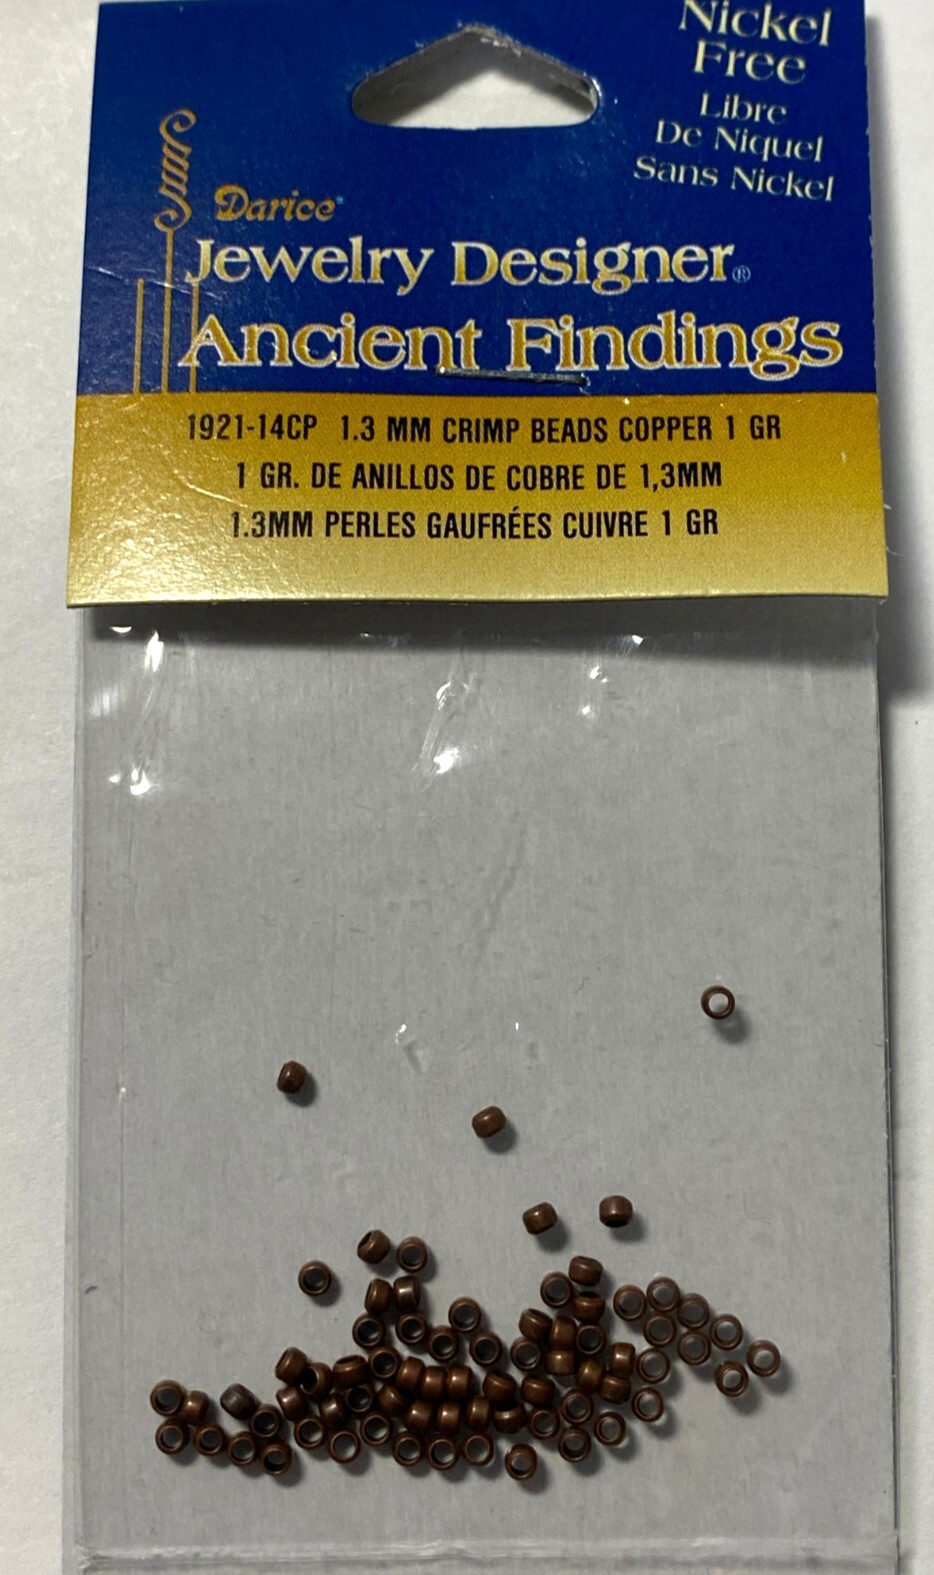 Nickel
Free
Libre
De Niquel
Sans Nickel
Darice®
Jewelry Designer®
Ancient Findings
1921-14CP 1.3 MM CRIMP BEADS COPPER 1 GR
1 GR. DE ANILLOS DE COBRE DE 1,3MM
1.3MM PERLES GAUFRÉES CUIVRE 1 GR